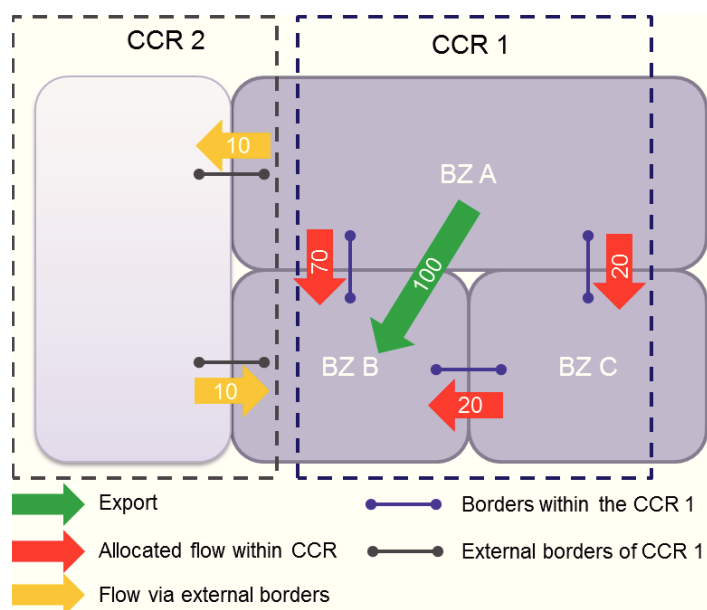 CCR 2
CCR 1
10
BZ A
70
100
20
BZ B
BZ C
10
20
Export
Borders within the CCR 1
Allocated flow within CCR
External borders of CCR 1
Flow via external borders